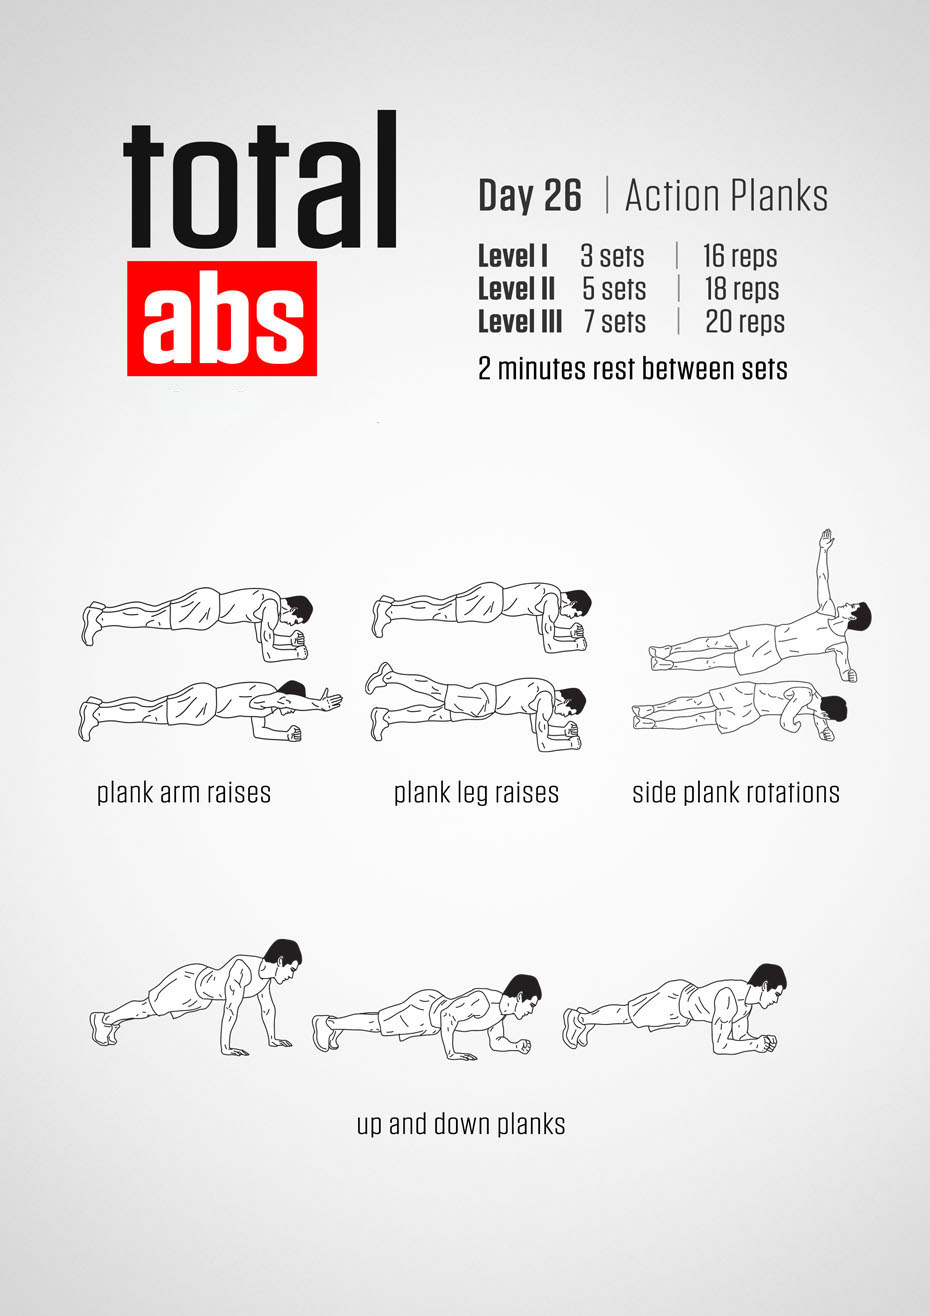 total
abs
Day 26 | Action Planks
Level I 3 sets | 16 reps
Level II 5 sets | 18 reps
Level III 7 sets | 20 reps
2 minutes rest between sets
plank arm raises
plank leg raises
side plank rotations
up and down planks